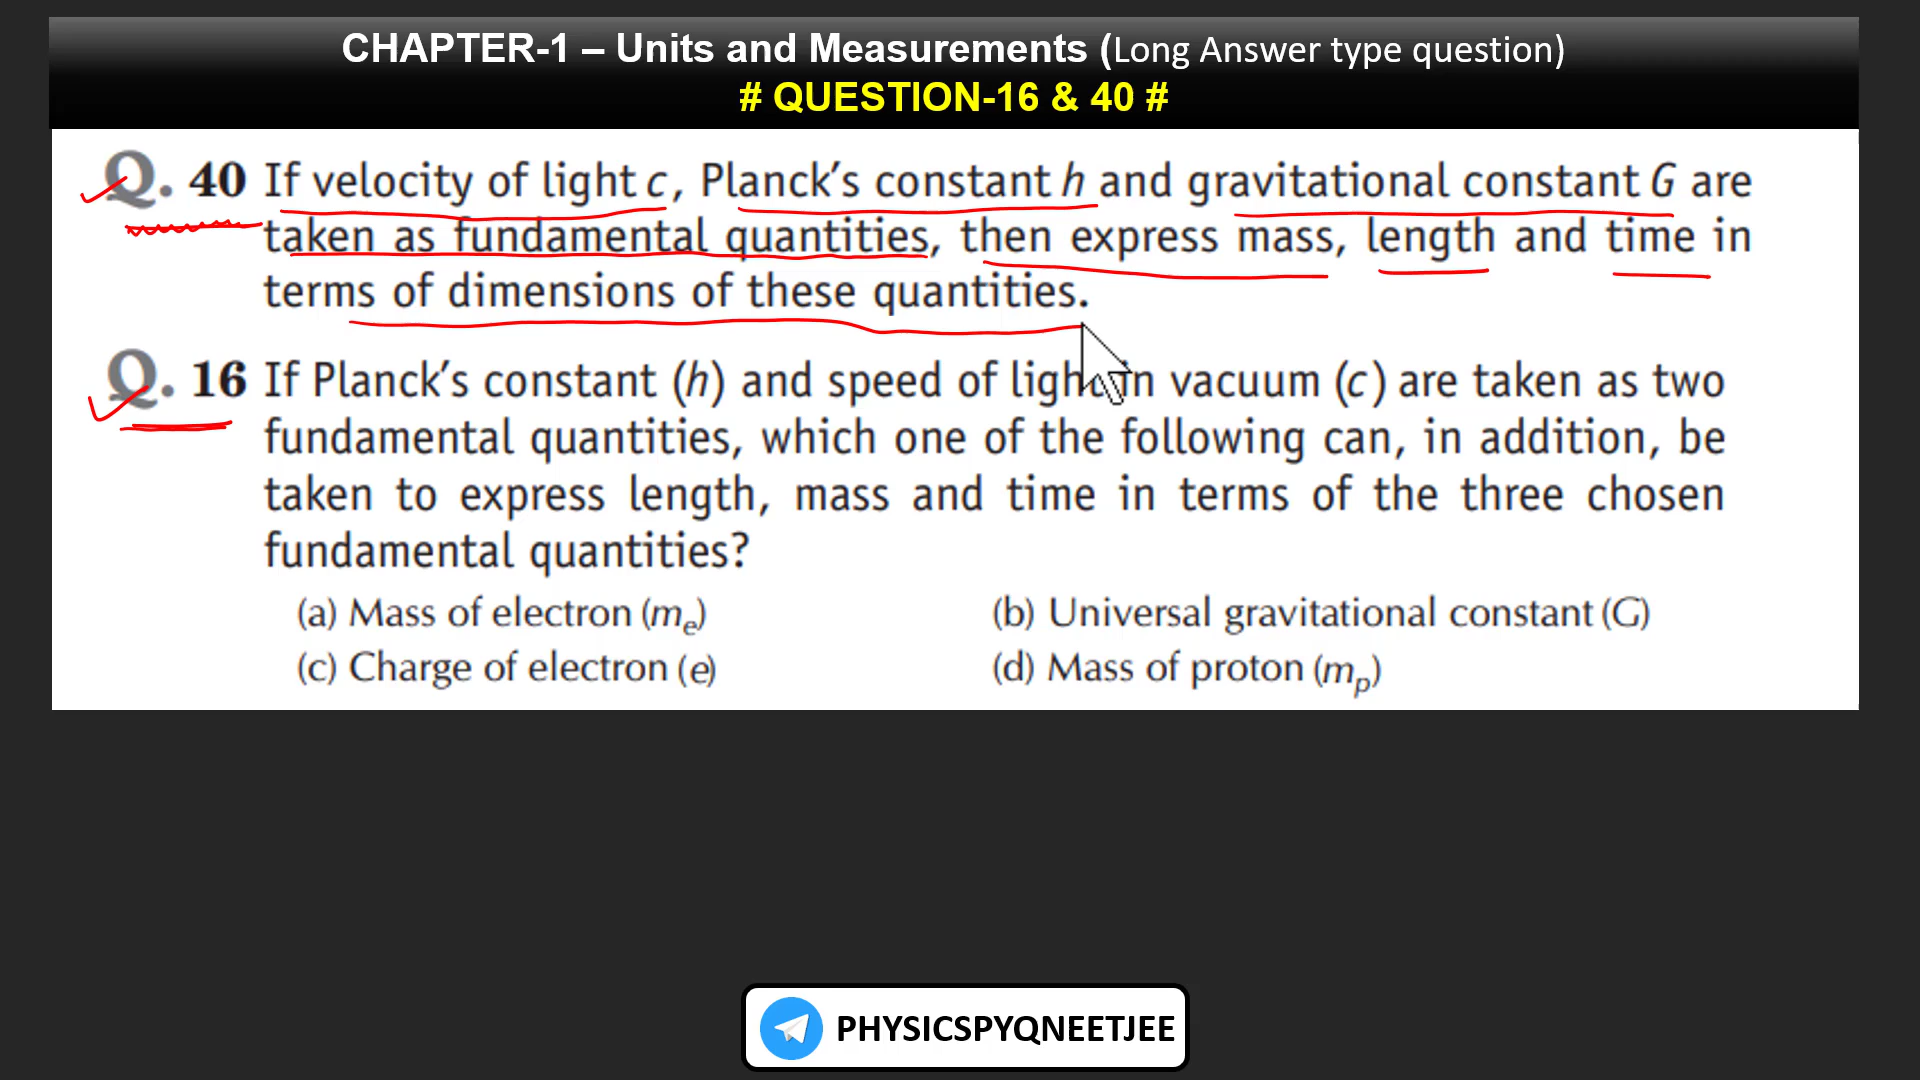 CHAPTER-1 – Units and Measurements (Long Answer type question)
# QUESTION-16 & 40 #
Q. 40 If velocity of light c, Planck's constant h and gravitational constant G are
taken as fundamental quantities, then express mass, length and time in
terms of dimensions of these quantities.
Q. 16 If Planck's constant (h) and speed of light in vacuum (c) are taken as two
fundamental quantities, which one of the following can, in addition, be
taken to express length, mass and time in terms of the three chosen
fundamental quantities?
(a) Mass of electron (mₑ) (b) Universal gravitational constant (G)
(c) Charge of electron (e) (d) Mass of proton (mₚ)
PHYSICSPYQNEETJEE